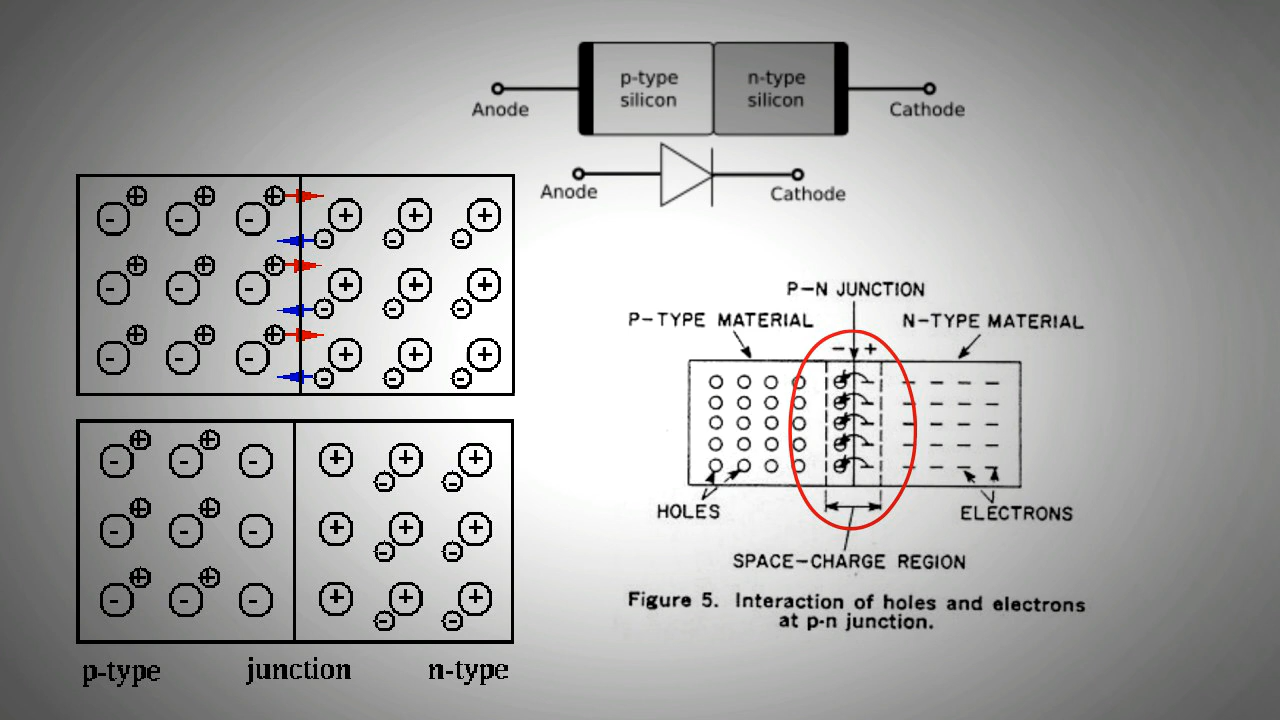 p-type
silicon
n-type
silicon
Anode
Cathode
Anode
Cathode
P-N JUNCTION
P-TYPE MATERIAL
N-TYPE MATERIAL
- +
HOLES
ELECTRONS
SPACE-CHARGE REGION
Figure 5. Interaction of holes and electrons
at p-n junction.
p-type junction n-type